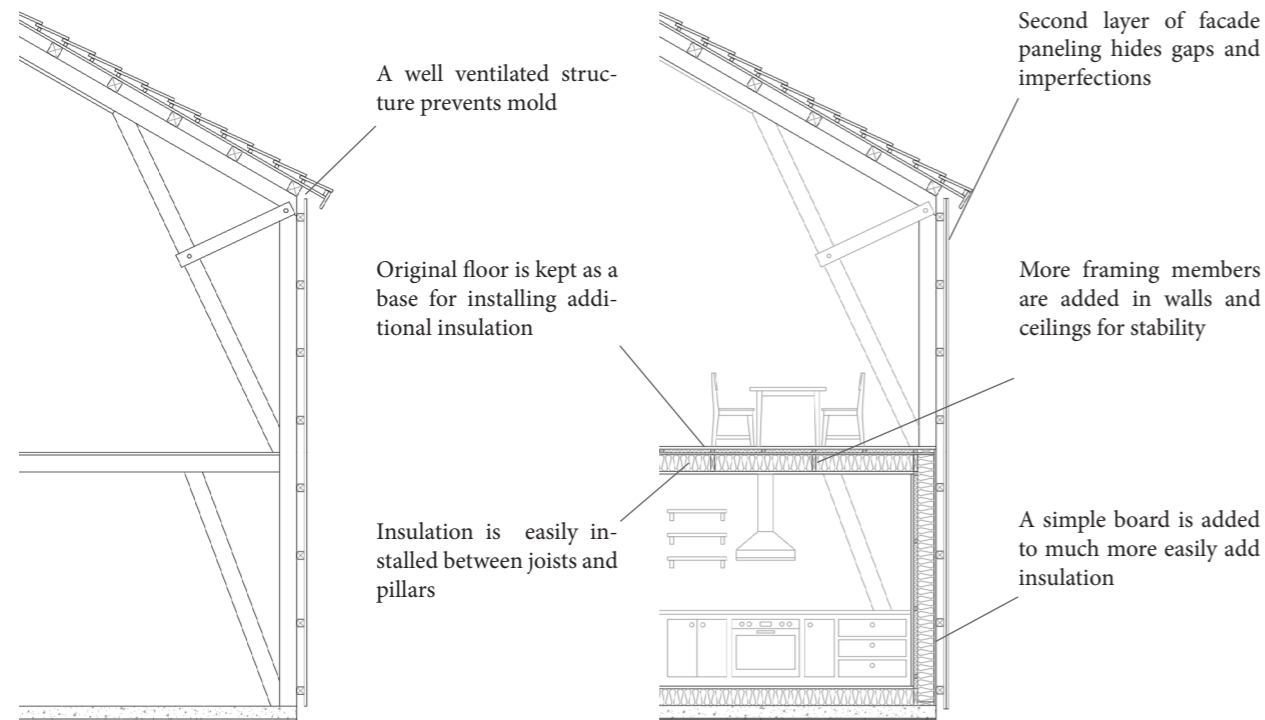 A well ventilated struc-
ture prevents mold
Original floor is kept as a
base for installing addi-
tional insulation
Insulation is easily in-
stalled between joists and
pillars
Second layer of facade
paneling hides gaps and
imperfections
More framing members
are added in walls and
ceilings for stability
A simple board is added
to much more easily add
insulation